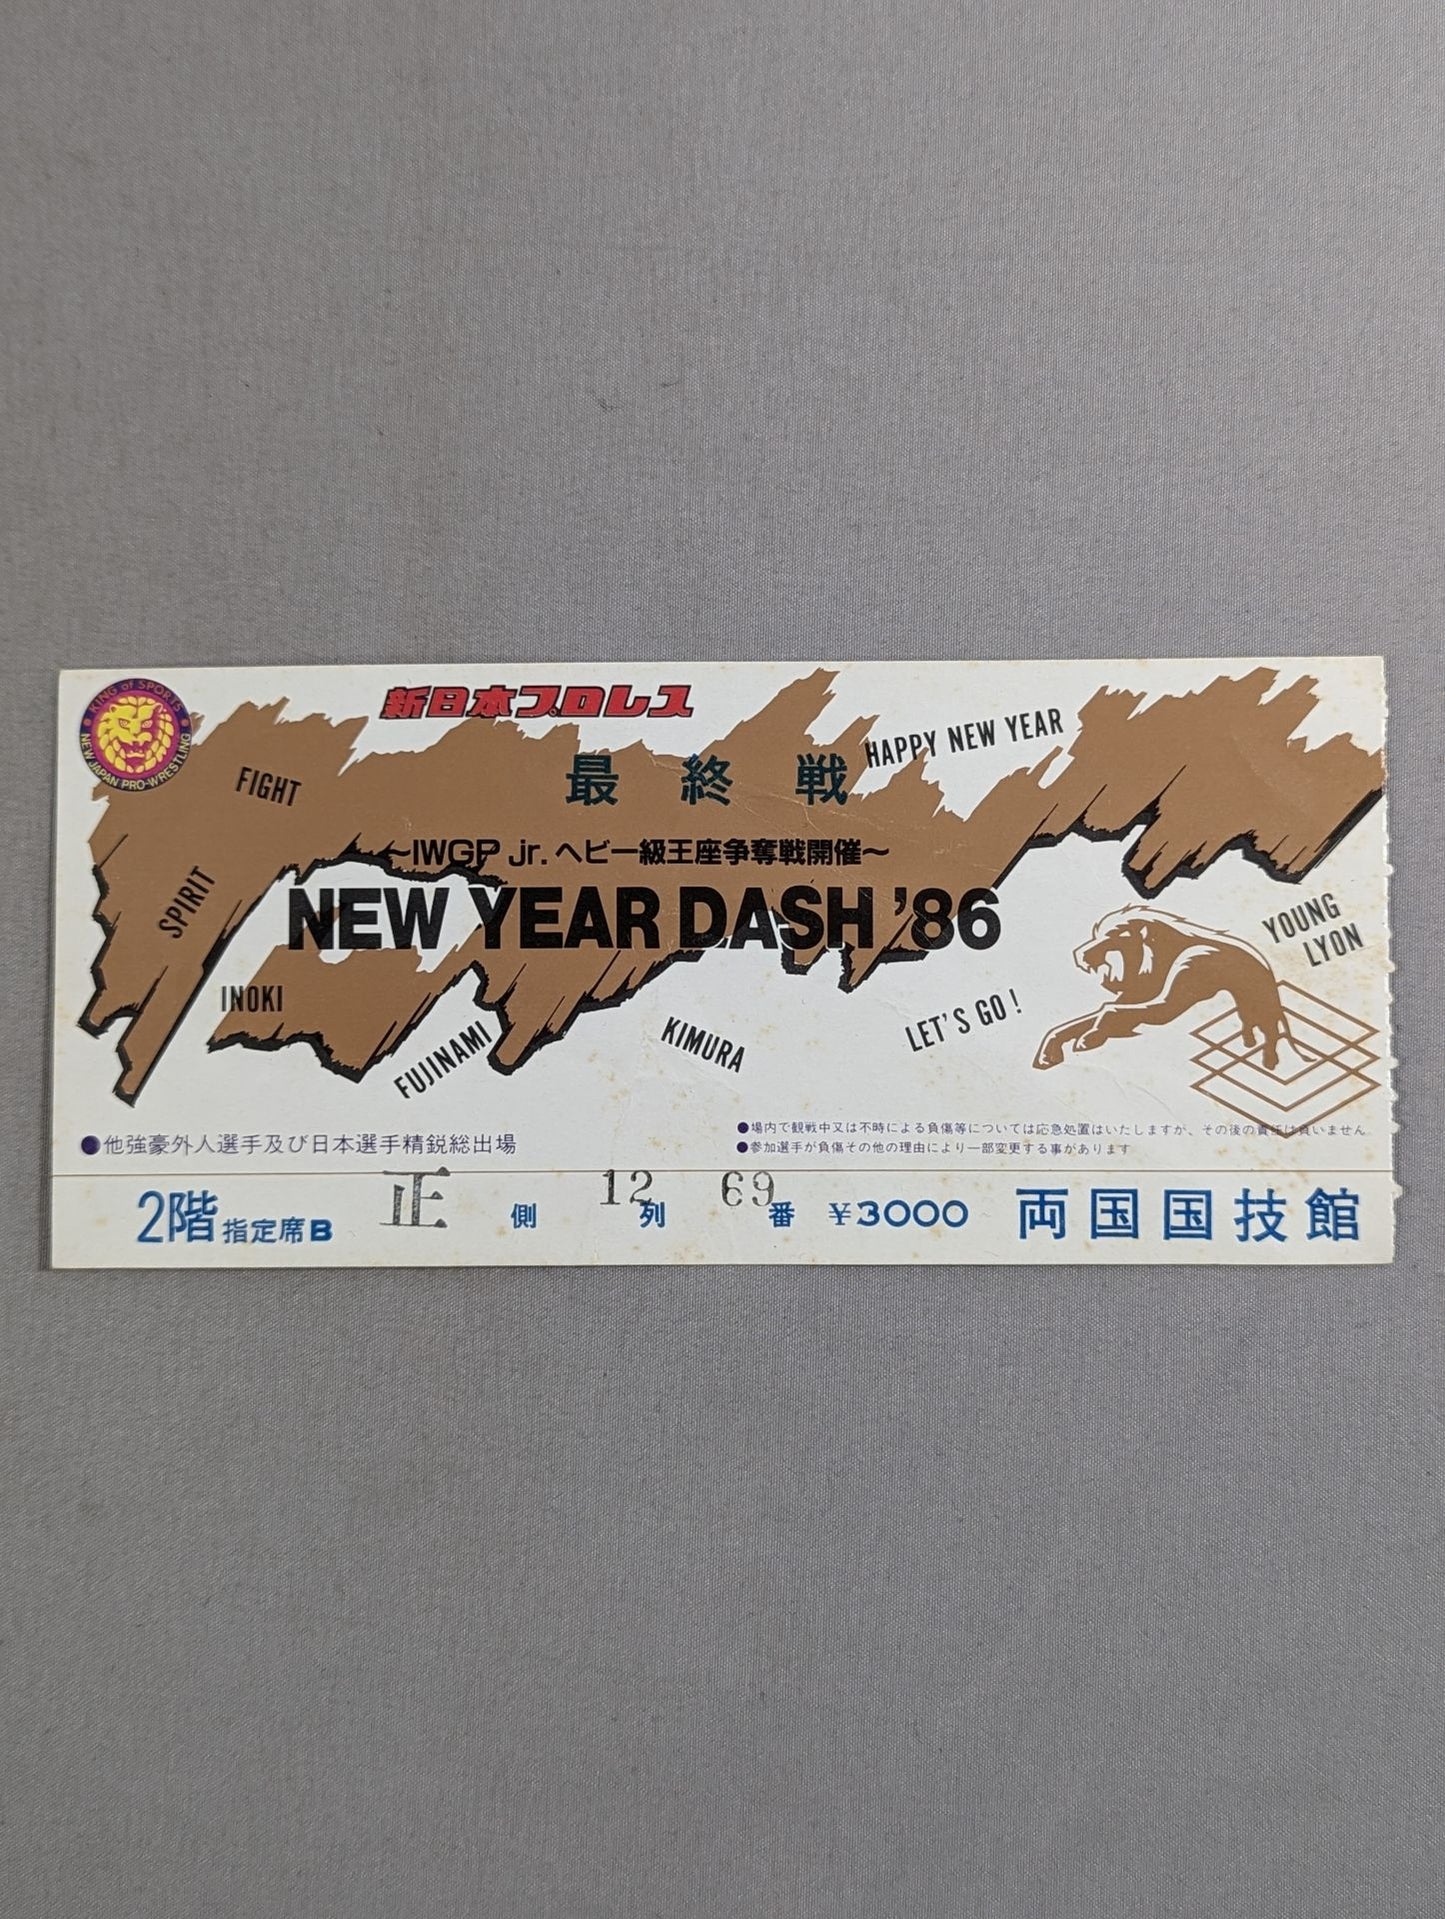 KING of SPORTS
NEW JAPAN PRO-WRESTLING
新日本プロレス
HAPPY NEW YEAR
FIGHT
最終戦
〜IWGP Jr.ヘビー級王座争奪戦開催〜
SPIRIT
NEW YEAR DASH '86
YOUNG
LYON
INOKI
FUJINAMI
KIMURA
LET'S GO!
●他強豪外人選手及び日本選手精鋭総出場
●場内で観戦中又は不時による負傷等については応急処置はいたしますが、その後の責任は負いません
●参加選手が負傷その他の理由により一部変更する事があります
2階 指定席B 正 側 12 列 69 番 ¥3000 両国国技館